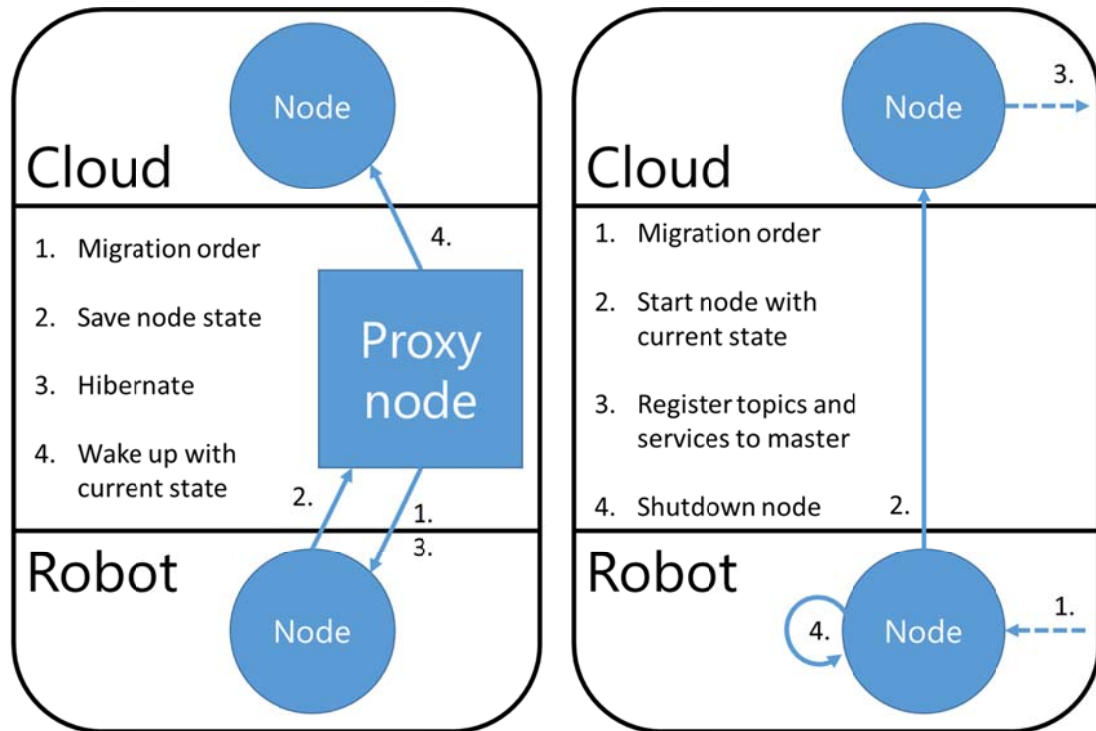 Node
Cloud
4.
1. Migration order
2. Save node state
3. Hibernate
4. Wake up with
current state
Proxy
node
2.
1.
3.
Robot
Node
Node
3.
Cloud
1. Migration order
2. Start node with
current state
3. Register topics and
services to master
4. Shutdown node
2.
Robot
4.
Node
1.